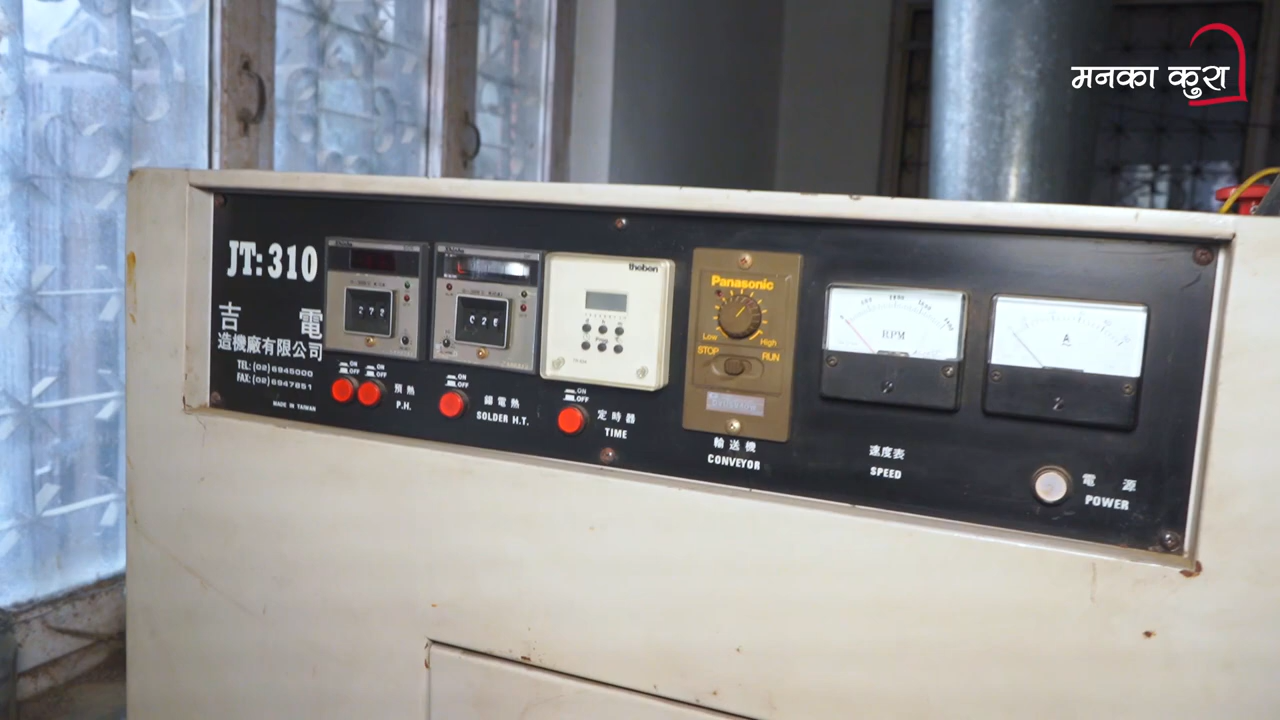 मनका कुरा
JT:310
吉 電
造機廠有限公司
TEL:(02)6946000
FAX:(02)6947651
MADE IN TAIWAN
ON
OFF
ON
OFF
預熱
P.H.
ON
OFF
錫電熱
SOLDER H.T.
theben
ON
OFF
定時器
TIME
Panasonic
Low
High
STOP
RUN
輸送機
CONVEYOR
RPM
速度表
SPEED
A
電源
POWER